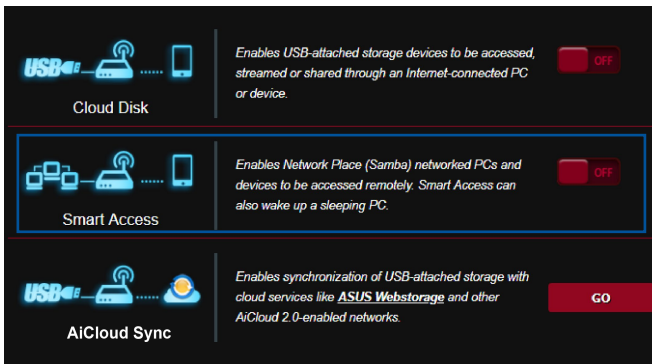 USB
Cloud Disk
Enables USB-attached storage devices to be accessed,
streamed or shared through an Internet-connected PC
or device.
OFF
Smart Access
Enables Network Place (Samba) networked PCs and
devices to be accessed remotely. Smart Access can
also wake up a sleeping PC.
OFF
USB
AiCloud Sync
Enables synchronization of USB-attached storage with
cloud services like ASUS Webstorage and other
AiCloud 2.0-enabled networks.
GO